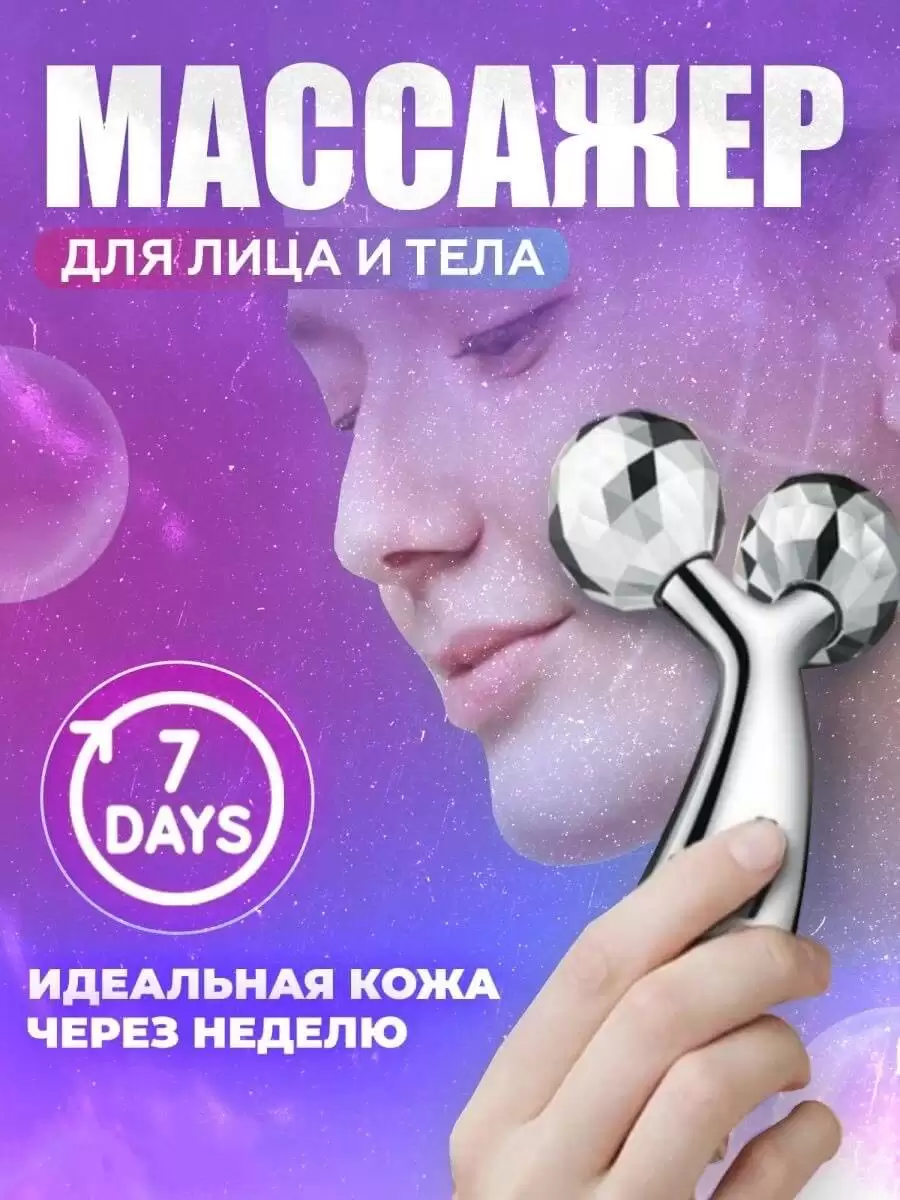 МАССАЖЕР
ДЛЯ ЛИЦА И ТЕЛА
7
DAYS
ИДЕАЛЬНАЯ КОЖА
ЧЕРЕЗ НЕДЕЛЮ